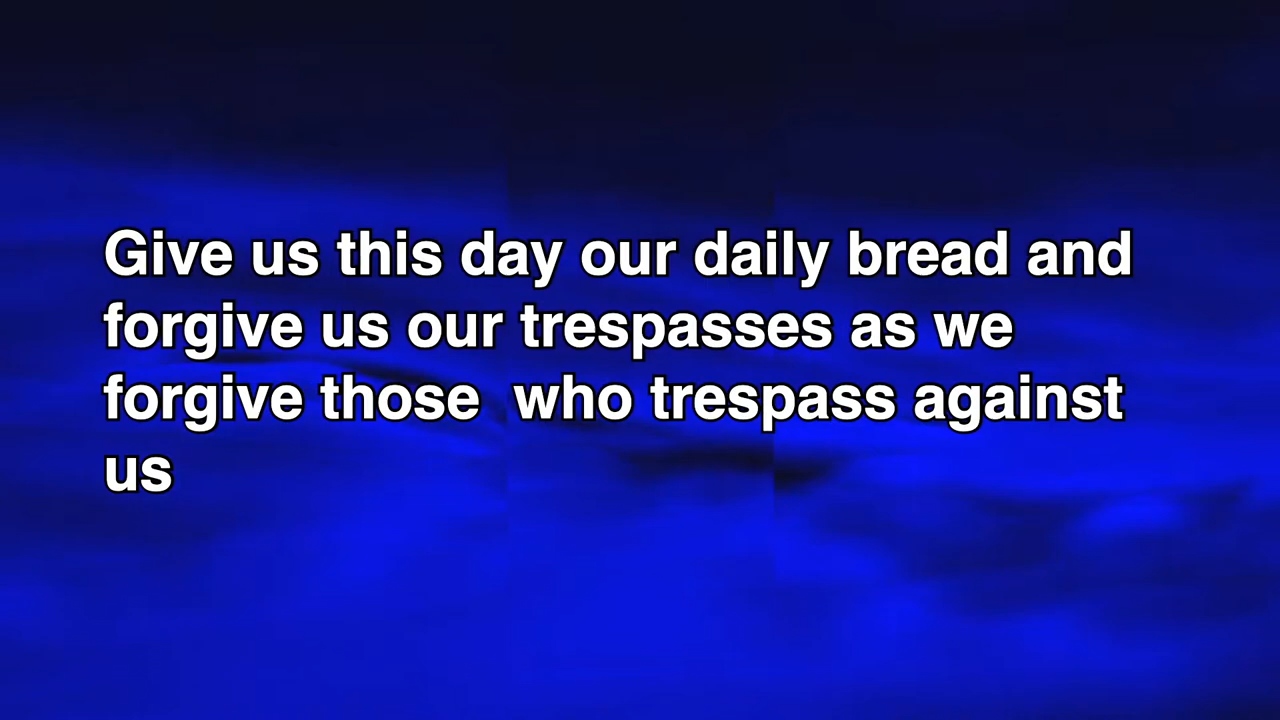 Give us this day our daily bread and
forgive us our trespasses as we
forgive those  who trespass against
us